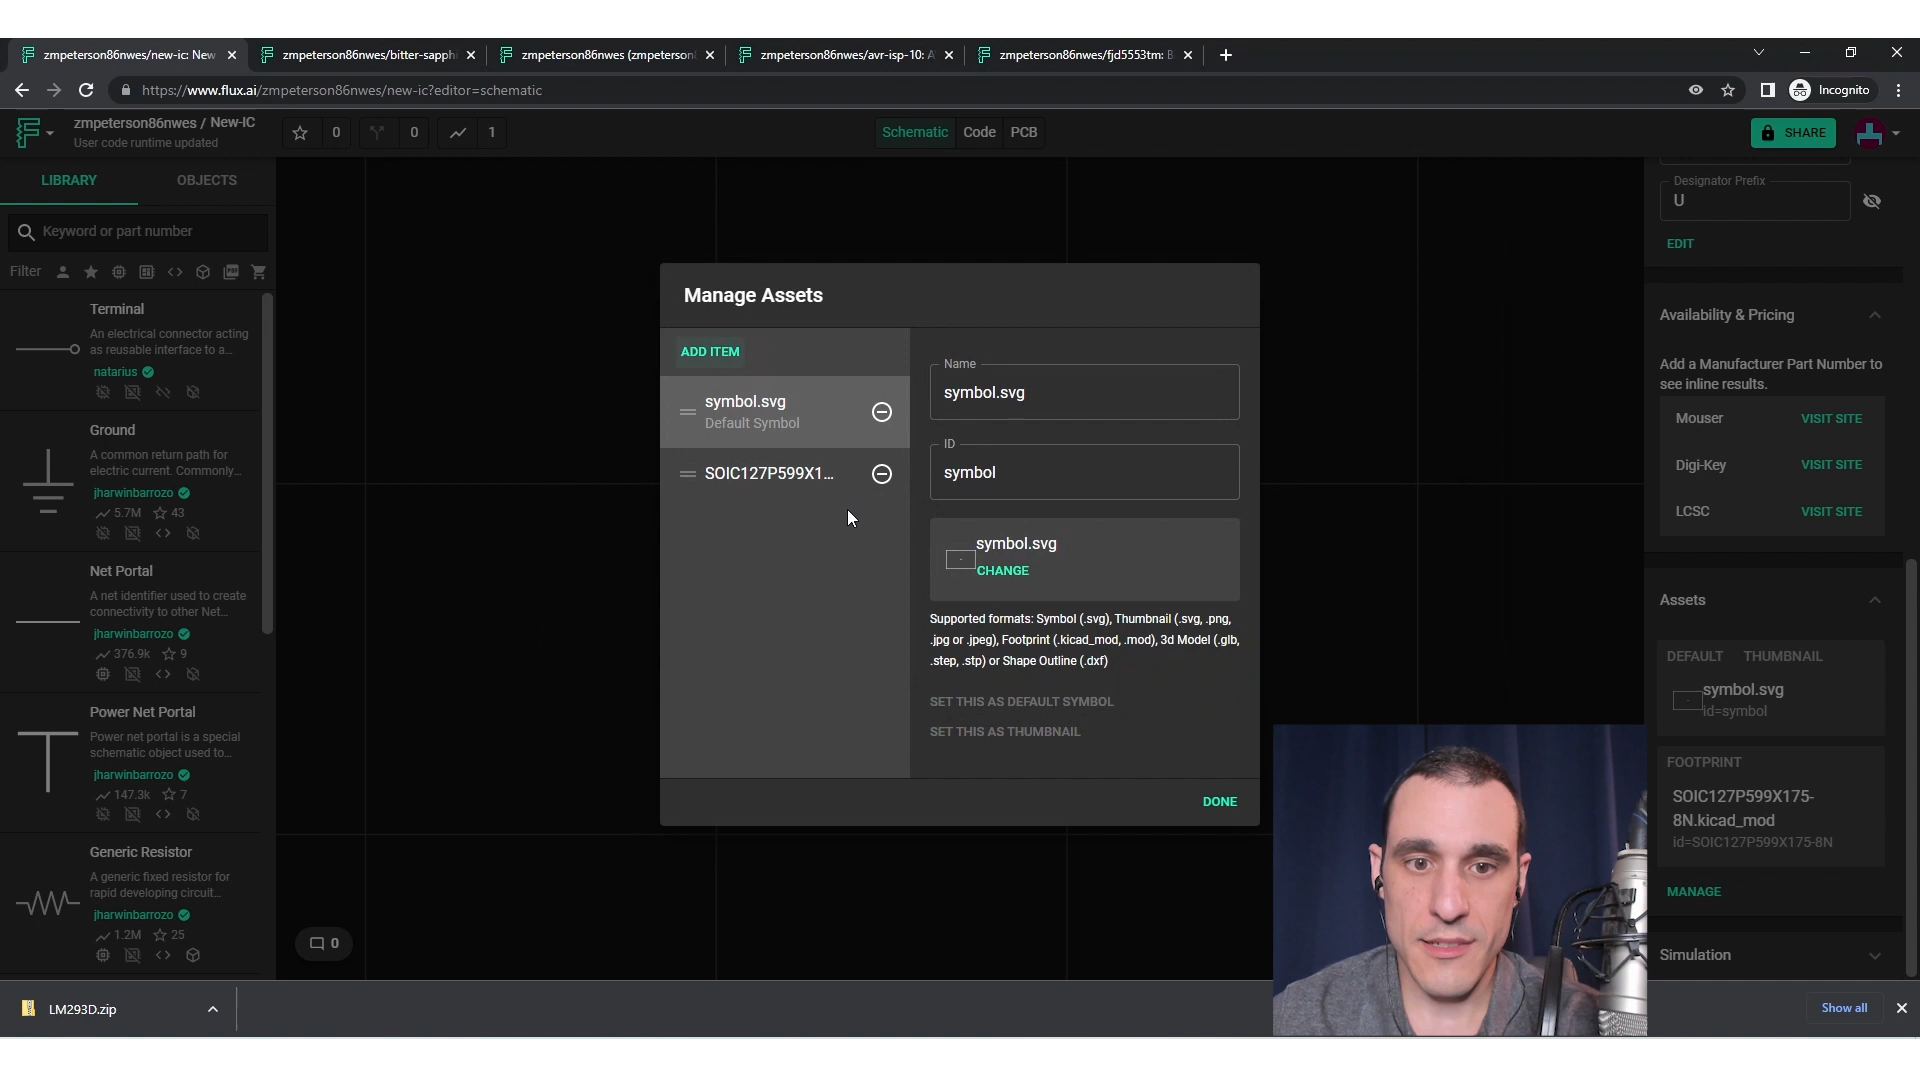 zmpeterson86nwes/new-ic: New
zmpeterson86nwes/bitter-sapph
zmpeterson86nwes (zmpeterson
zmpeterson86nwes/avr-isp-10: A
zmpeterson86nwes/fjd5553tm: B
https://www.flux.ai/zmpeterson86nwes/new-ic?editor=schematic
Incognito
zmpeterson86nwes / New-IC
User code runtime updated
0
0
1
Schematic
Code
PCB
SHARE
LIBRARY
OBJECTS
Keyword or part number
Filter
Terminal
An electrical connector acting
as reusable interface to a...
natarius
Ground
A common return path for
electric current. Commonly...
jharwinbarrozo
5.7M
43
Net Portal
A net identifier used to create
connectivity to other Net...
jharwinbarrozo
376.9k
9
Power Net Portal
Power net portal is a special
schematic object used to...
jharwinbarrozo
147.3k
7
Generic Resistor
A generic fixed resistor for
rapid developing circuit...
jharwinbarrozo
1.2M
25
0
Manage Assets
ADD ITEM
symbol.svg
Default Symbol
SOIC127P599X1...
Name
symbol.svg
ID
symbol
symbol.svg
CHANGE
Supported formats: Symbol (.svg), Thumbnail (.svg, .png,
.jpg or .jpeg), Footprint (.kicad_mod, .mod), 3d Model (.glb,
.step, .stp) or Shape Outline (.dxf)
SET THIS AS DEFAULT SYMBOL
SET THIS AS THUMBNAIL
DONE
Designator Prefix
U
EDIT
Availability & Pricing
Add a Manufacturer Part Number to
see inline results.
Mouser
VISIT SITE
Digi-Key
VISIT SITE
LCSC
VISIT SITE
Assets
DEFAULT
THUMBNAIL
symbol.svg
id=symbol
FOOTPRINT
SOIC127P599X175-
8N.kicad_mod
id=SOIC127P599X175-8N
MANAGE
Simulation
LM293D.zip
Show all